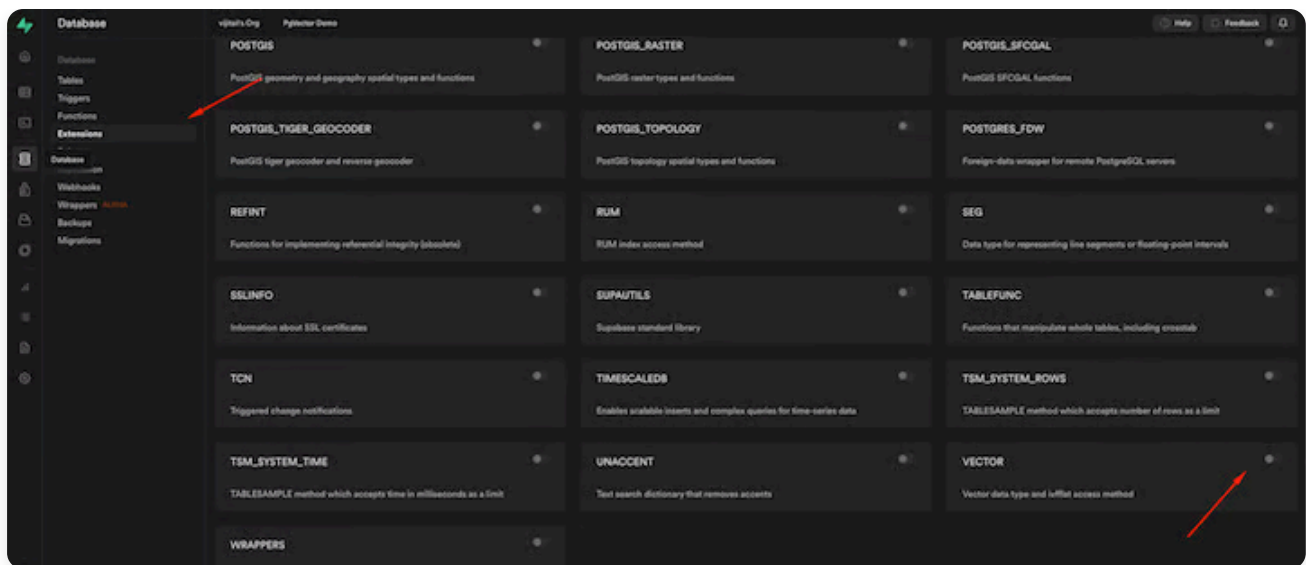 Database
vijitail's Org
PgVector Demo
Help
Feedback
Database
Tables
Triggers
Functions
Extensions
Database
Webhooks
Wrappers ALPHA
Backups
Migrations
POSTGIS
PostGIS geometry and geography spatial types and functions
POSTGIS_RASTER
PostGIS raster types and functions
POSTGIS_SFCGAL
PostGIS SFCGAL functions
POSTGIS_TIGER_GEOCODER
PostGIS tiger geocoder and reverse geocoder
POSTGIS_TOPOLOGY
PostGIS topology spatial types and functions
POSTGRES_FDW
Foreign-data wrapper for remote PostgreSQL servers
REFINT
Functions for implementing referential integrity (obsolete)
RUM
RUM index access method
SEG
Data type for representing line segments or floating-point intervals
SSLINFO
Information about SSL certificates
SUPAUTILS
Supabase standard library
TABLEFUNC
Functions that manipulate whole tables, including crosstab
TCN
Triggered change notifications
TIMESCALEDB
Enables scalable inserts and complex queries for time-series data
TSM_SYSTEM_ROWS
TABLESAMPLE method which accepts number of rows as a limit
TSM_SYSTEM_TIME
TABLESAMPLE method which accepts time in milliseconds as a limit
UNACCENT
Text search dictionary that removes accents
VECTOR
Vector data type and ivfflat access method
WRAPPERS